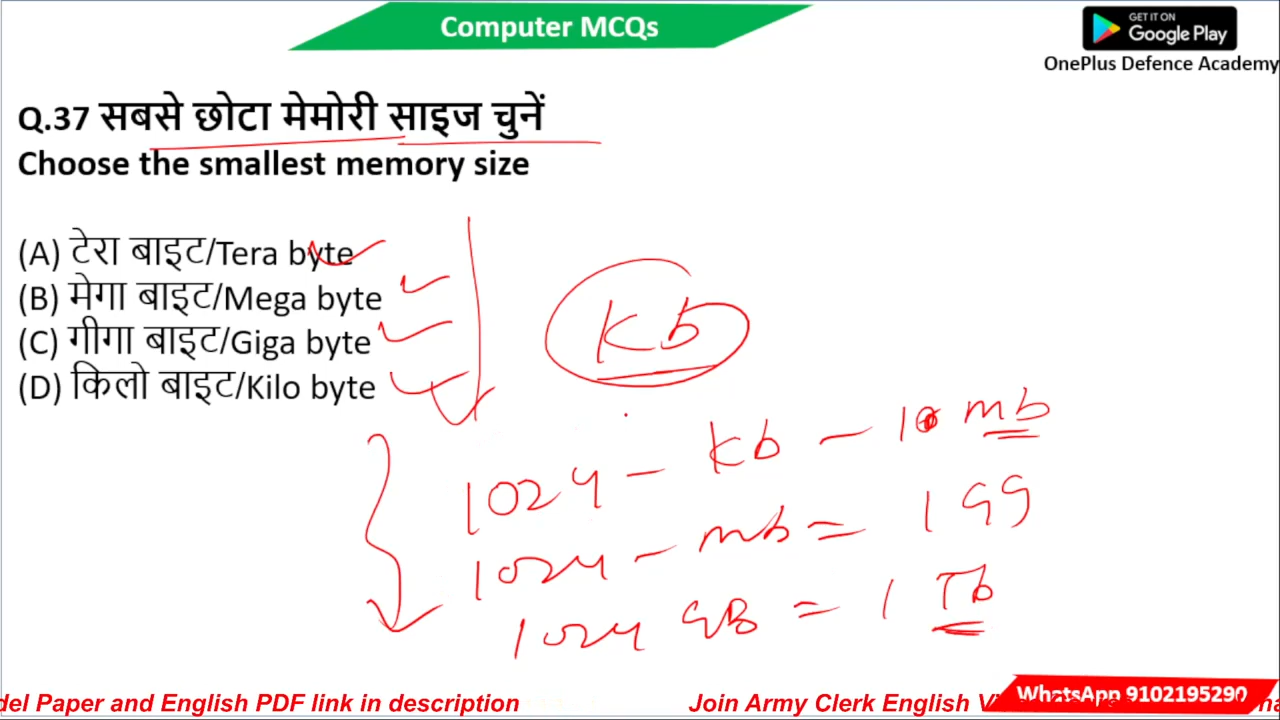 Computer MCQs
GET IT ON
Google Play
OnePlus Defence Academy
Q.37 सबसे छोटा मेमोरी साइज चुनें
Choose the smallest memory size
(A) टेरा बाइट/Tera byte
(B) मेगा बाइट/Mega byte
(C) गीगा बाइट/Giga byte
(D) किलो बाइट/Kilo byte
Kb
1024 - Kb - 1 mb
1024 - mb = 1
1024 GB = 1 Tb
del Paper and English PDF link in description
Join Army Clerk English
WhatsApp 9102195290